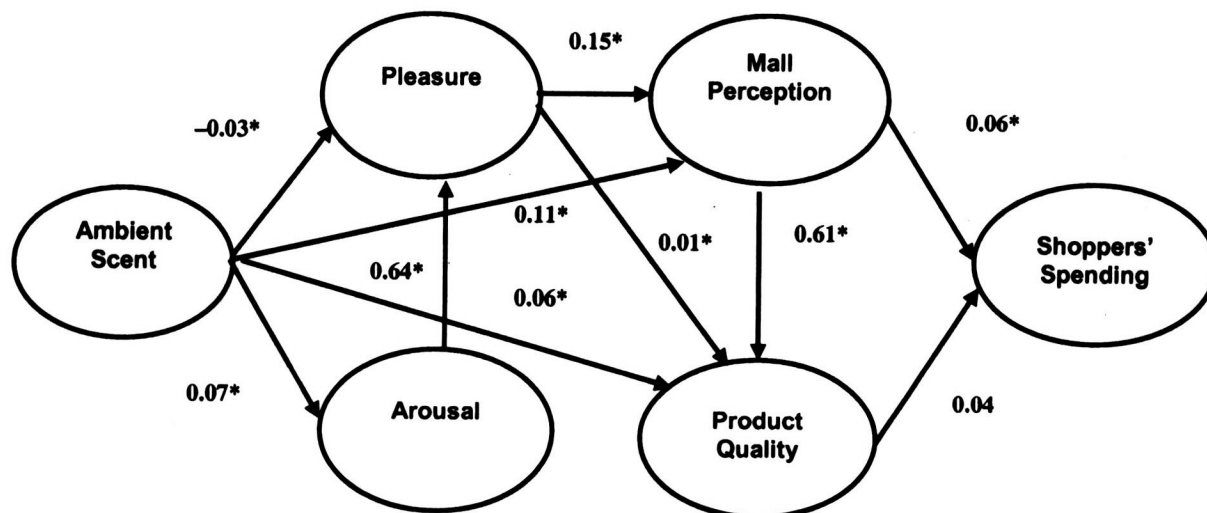 0.15*
Pleasure
Mall
Perception
–0.03*
0.06*
Ambient
Scent
0.11*
0.01*
0.61*
Shoppers’
Spending
0.64*
0.06*
0.07*
Arousal
Product
Quality
0.04